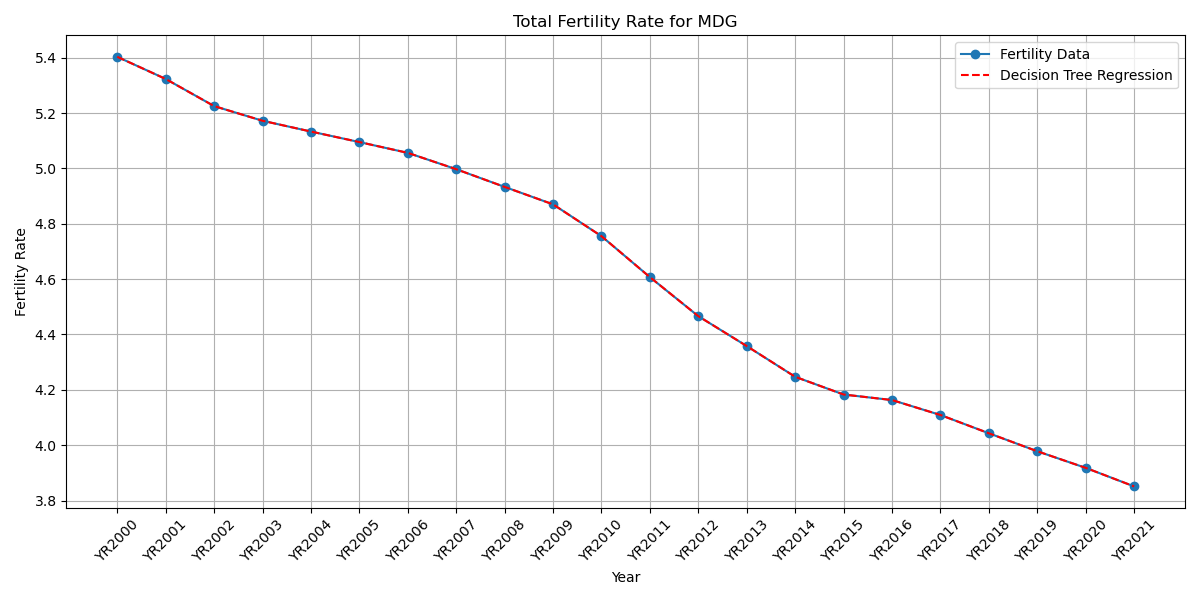 Total Fertility Rate for MDG
Fertility Data
Decision Tree Regression
Fertility Rate
5.4
5.2
5.0
4.8
4.6
4.4
4.2
4.0
3.8
YR2000
YR2001
YR2002
YR2003
YR2004
YR2005
YR2006
YR2007
YR2008
YR2009
YR2010
YR2011
YR2012
YR2013
YR2014
YR2015
YR2016
YR2017
YR2018
YR2019
YR2020
YR2021
Year